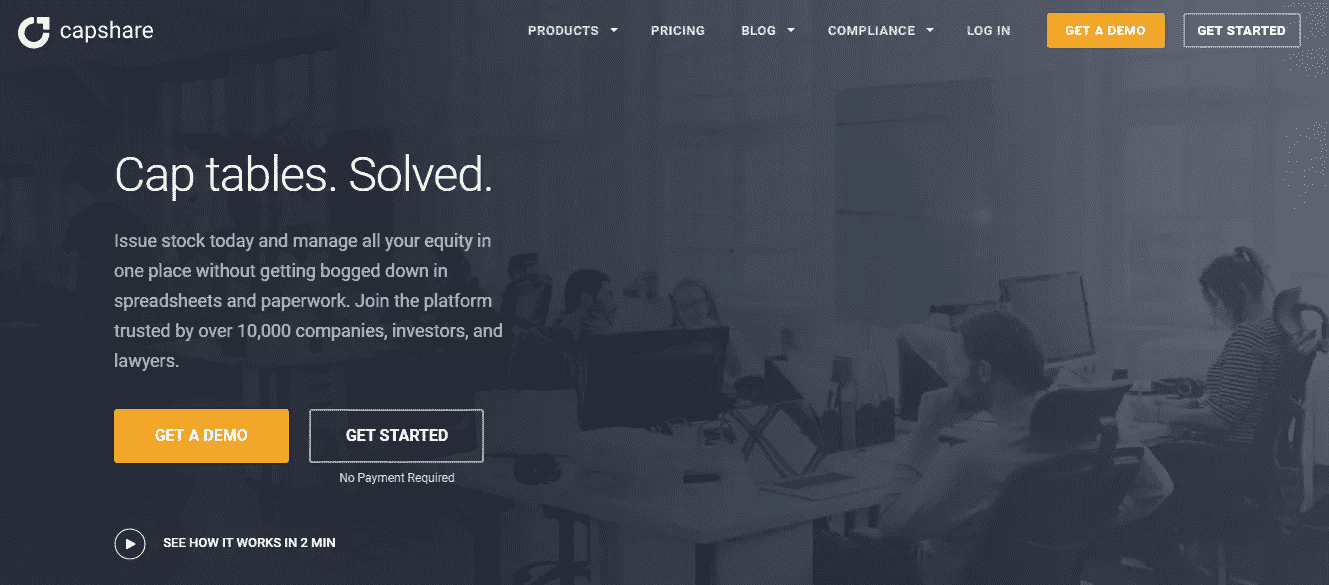 capshare
PRODUCTS
PRICING
BLOG
COMPLIANCE
LOG IN
GET A DEMO
GET STARTED
Cap tables. Solved.
Issue stock today and manage all your equity in
one place without getting bogged down in
spreadsheets and paperwork. Join the platform
trusted by over 10,000 companies, investors, and
lawyers.
GET A DEMO
GET STARTED
No Payment Required
SEE HOW IT WORKS IN 2 MIN